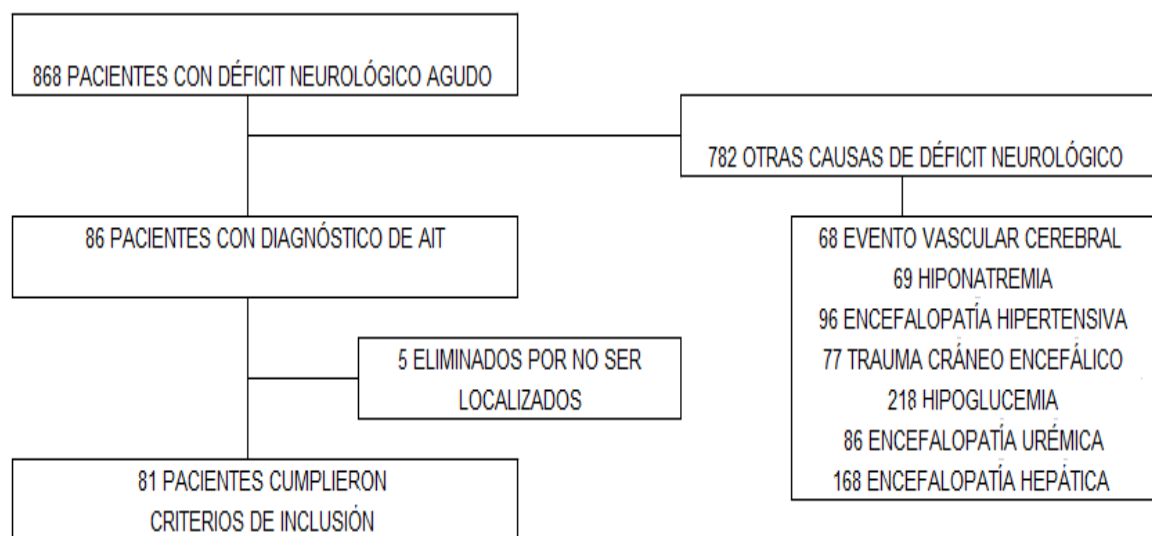 868 PACIENTES CON DÉFICIT NEUROLÓGICO AGUDO
782 OTRAS CAUSAS DE DÉFICIT NEUROLÓGICO
86 PACIENTES CON DIAGNÓSTICO DE AIT
68 EVENTO VASCULAR CEREBRAL
69 HIPONATREMIA
96 ENCEFALOPATÍA HIPERTENSIVA
77 TRAUMA CRÁNEO ENCEFÁLICO
218 HIPOGLUCEMIA
86 ENCEFALOPATÍA URÉMICA
168 ENCEFALOPATÍA HEPÁTICA
5 ELIMINADOS POR NO SER
LOCALIZADOS
81 PACIENTES CUMPLIERON
CRITERIOS DE INCLUSIÓN